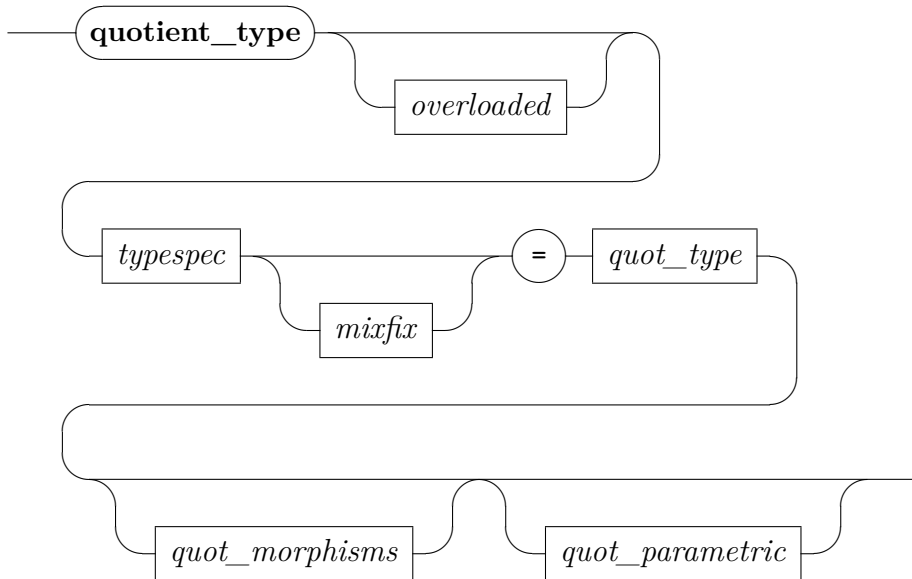 quotient_type
overloaded
typespec = quot_type
mixfix
quot_morphisms quot_parametric